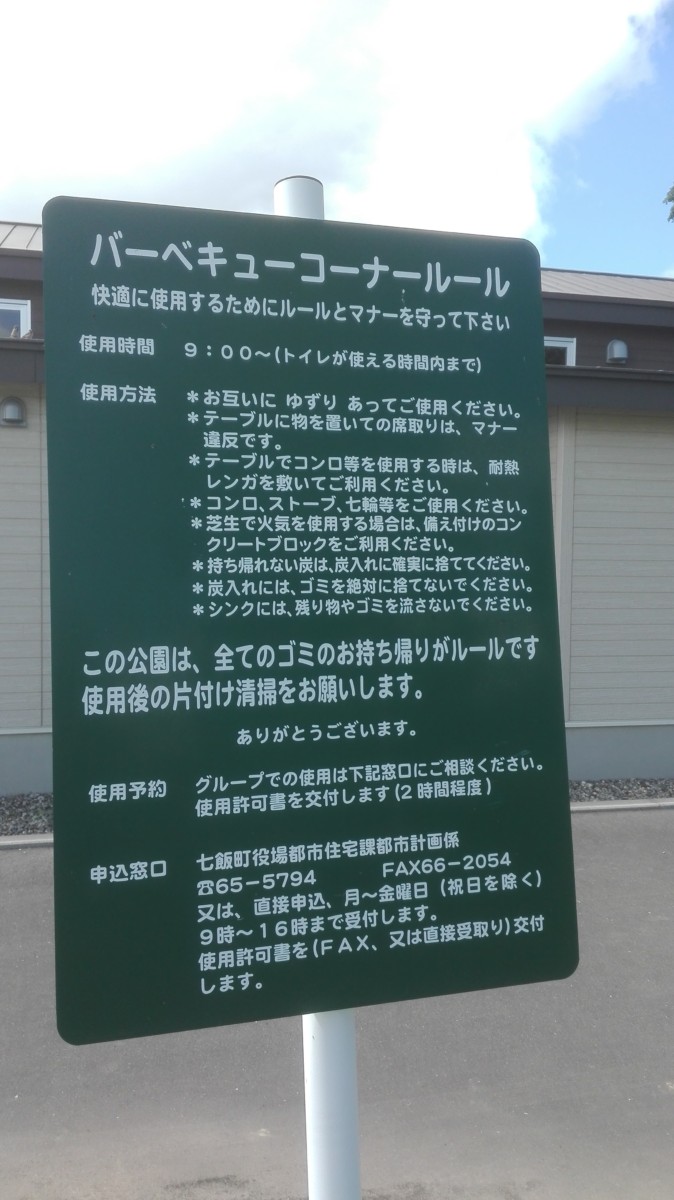 バーベキューコーナールール
快適に使用するためにルールとマナーを守って下さい
使用時間　9：00～(トイレが使える時間内まで)
使用方法　＊お互いに ゆずり あってご使用ください。
＊テーブルに物を置いての席取りは、マナー
違反です。
＊テーブルでコンロ等を使用する時は、耐熱
レンガを敷いてご利用ください。
＊コンロ、ストーブ、七輪等をご使用ください。
＊芝生で火気を使用する場合は、備え付けのコン
クリートブロックをご利用ください。
＊持ち帰れない炭は、炭入れに確実に捨ててください。
＊炭入れには、ゴミを絶対に捨てないでください。
＊シンクには、残り物やゴミを流さないでください。
この公園は、全てのゴミのお持ち帰りがルールです
使用後の片付け清掃をお願いします。
ありがとうございます。
使用予約　グループでの使用は下記窓口にご相談ください。
使用許可書を交付します(2時間程度)
申込窓口　七飯町役場都市住宅課都市計画係
☎65－5794　FAX66－2054
又は、直接申込、月～金曜日（祝日を除く）
9時～16時まで受付します。
使用許可書を(FAX、又は直接受取り)交付
します。